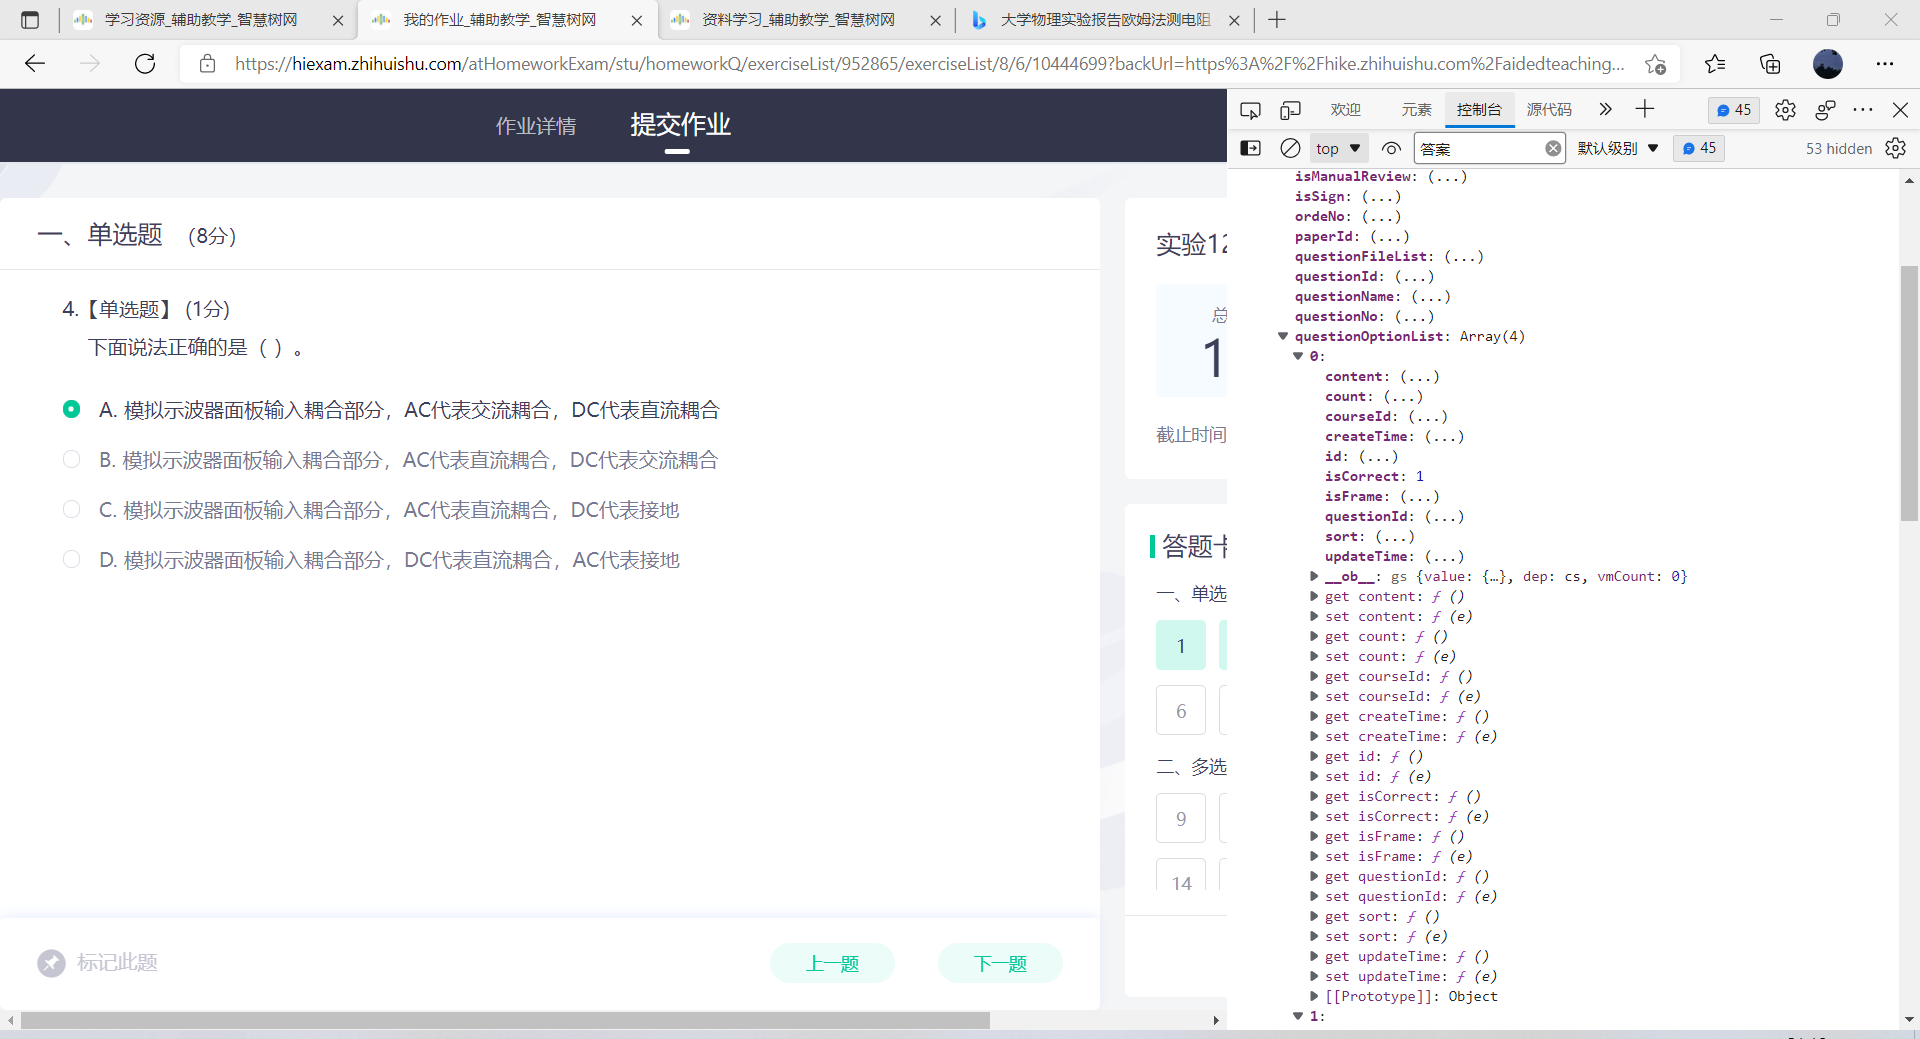 学习资源_辅助教学_智慧树网
我的作业_辅助教学_智慧树网
资料学习_辅助教学_智慧树网
大学物理实验报告欧姆法测电阻
https://hiexam.zhihuishu.com/atHomeworkExam/stu/homeworkQ/exerciseList/952865/exerciseList/8/6/10444699?backUrl=https%3A%2F%2Fhike.zhihuishu.com%2Faidedteaching...
作业详情
提交作业
一、单选题 (8分)
4.【单选题】 (1分)
下面说法正确的是（ ）。
A. 模拟示波器面板输入耦合部分，AC代表交流耦合，DC代表直流耦合
B. 模拟示波器面板输入耦合部分，AC代表直流耦合，DC代表交流耦合
C. 模拟示波器面板输入耦合部分，AC代表直流耦合，DC代表接地
D. 模拟示波器面板输入耦合部分，DC代表直流耦合，AC代表接地
标记此题
上一题
下一题
实验12
总
1
截止时间
答题卡
一、单选
1
6
二、多选
9
14
欢迎 元素 控制台 源代码 45
top 答案 默认级别 45 53 hidden
isManualReview: (...)
isSign: (...)
ordeNo: (...)
paperId: (...)
questionFileList: (...)
questionId: (...)
questionName: (...)
questionNo: (...)
questionOptionList: Array(4)
0:
content: (...)
count: (...)
courseId: (...)
createTime: (...)
id: (...)
isCorrect: 1
isFrame: (...)
questionId: (...)
sort: (...)
updateTime: (...)
__ob__: gs {value: {…}, dep: cs, vmCount: 0}
get content: ƒ ()
set content: ƒ (e)
get count: ƒ ()
set count: ƒ (e)
get courseId: ƒ ()
set courseId: ƒ (e)
get createTime: ƒ ()
set createTime: ƒ (e)
get id: ƒ ()
set id: ƒ (e)
get isCorrect: ƒ ()
set isCorrect: ƒ (e)
get isFrame: ƒ ()
set isFrame: ƒ (e)
get questionId: ƒ ()
set questionId: ƒ (e)
get sort: ƒ ()
set sort: ƒ (e)
get updateTime: ƒ ()
set updateTime: ƒ (e)
[[Prototype]]: Object
1: